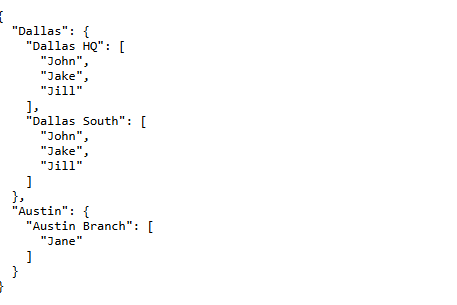 {
  "Dallas": {
    "Dallas HQ": [
      "John",
      "Jake",
      "Jill"
    ],
    "Dallas South": [
      "John",
      "Jake",
      "Jill"
    ]
  },
  "Austin": {
    "Austin Branch": [
      "Jane"
    ]
  }
}